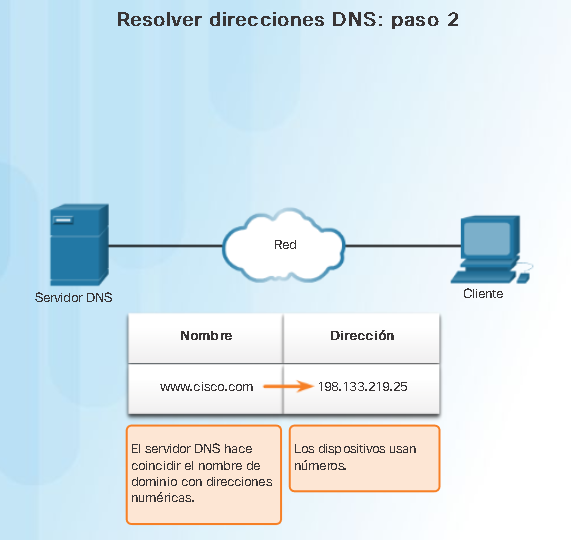 Resolver direcciones DNS: paso 2
Red
Servidor DNS
Cliente
Nombre Dirección
www.cisco.com 198.133.219.25
El servidor DNS hace
coincidir el nombre de
dominio con direcciones
numéricas.
Los dispositivos usan
números.